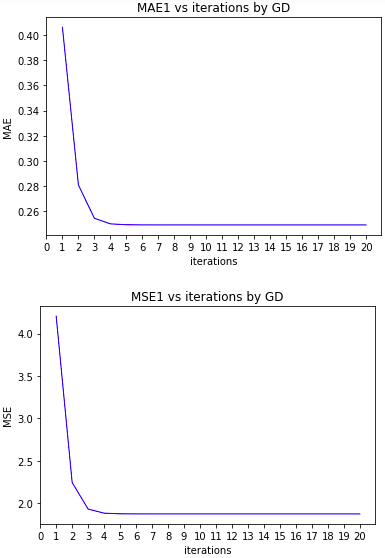 MAE1 vs iterations by GD
0.40
0.38
0.36
0.34
0.32
0.30
0.28
0.26
MAE
0 1 2 3 4 5 6 7 8 9 10 11 12 13 14 15 16 17 18 19 20
iterations
MSE1 vs iterations by GD
4.0
3.5
3.0
2.5
2.0
MSE
0 1 2 3 4 5 6 7 8 9 10 11 12 13 14 15 16 17 18 19 20
iterations